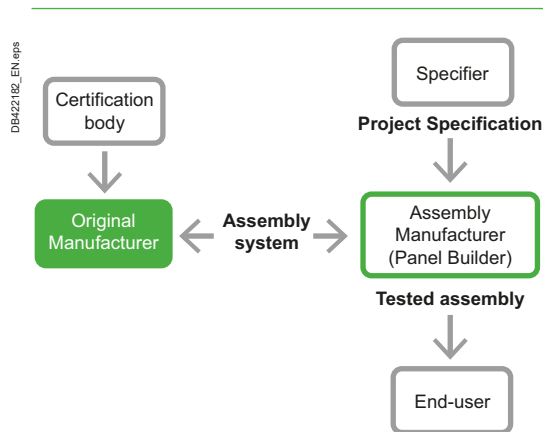 DB422182_EN.eps
Certification
body
Specifier
Project Specification
Original
Manufacturer
Assembly
system
Assembly
Manufacturer
(Panel Builder)
Tested assembly
End-user